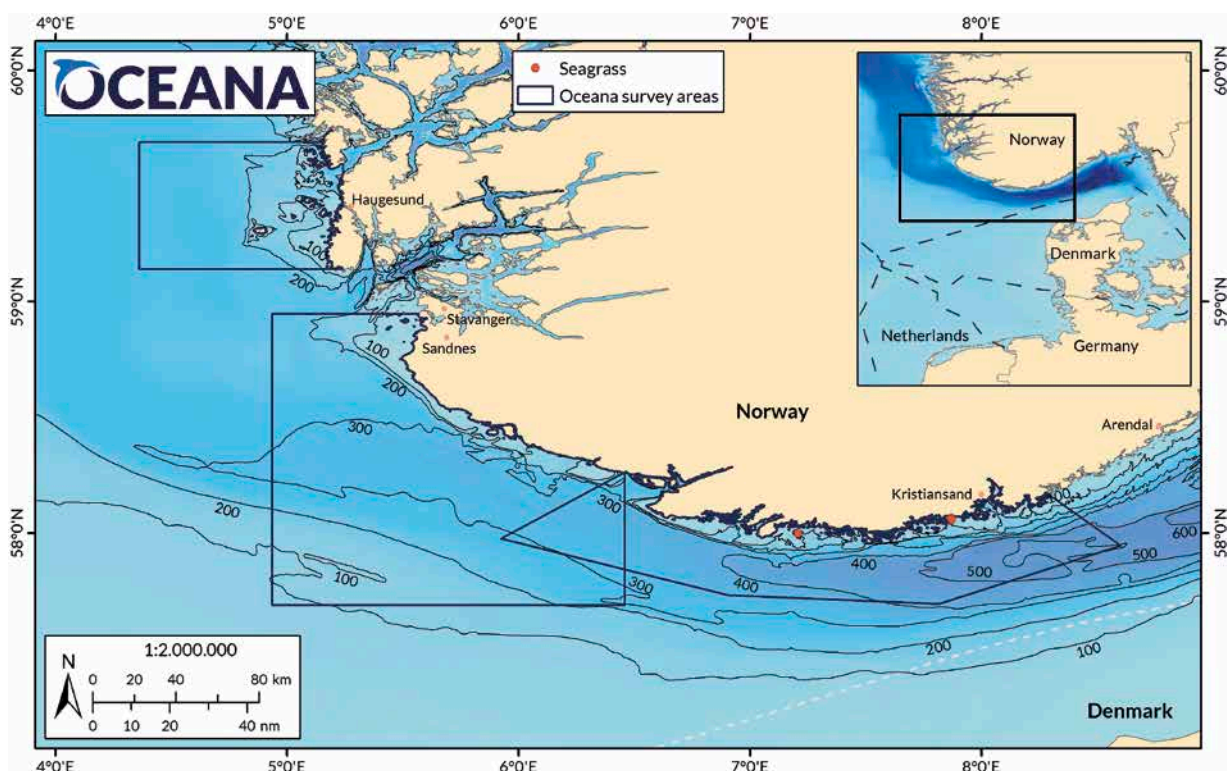 4°0'E 5°0'E 6°0'E 7°0'E 8°0'E
60°0'N
60°0'N
OCEANA
Seagrass
Oceana survey areas
Norway
Denmark
Netherlands
Germany
Haugesund
100
200
59°0'N
59°0'N
Stavanger
Sandnes
100
200
Norway
Arendal
300
Kristiansand
200
300
58°0'N
58°0'N
600
500
400
400
500
100
300
400
200
100
1:2.000.000
N
0 20 40 80 km
0 10 20 40 nm
Denmark
4°0'E 5°0'E 6°0'E 7°0'E 8°0'E